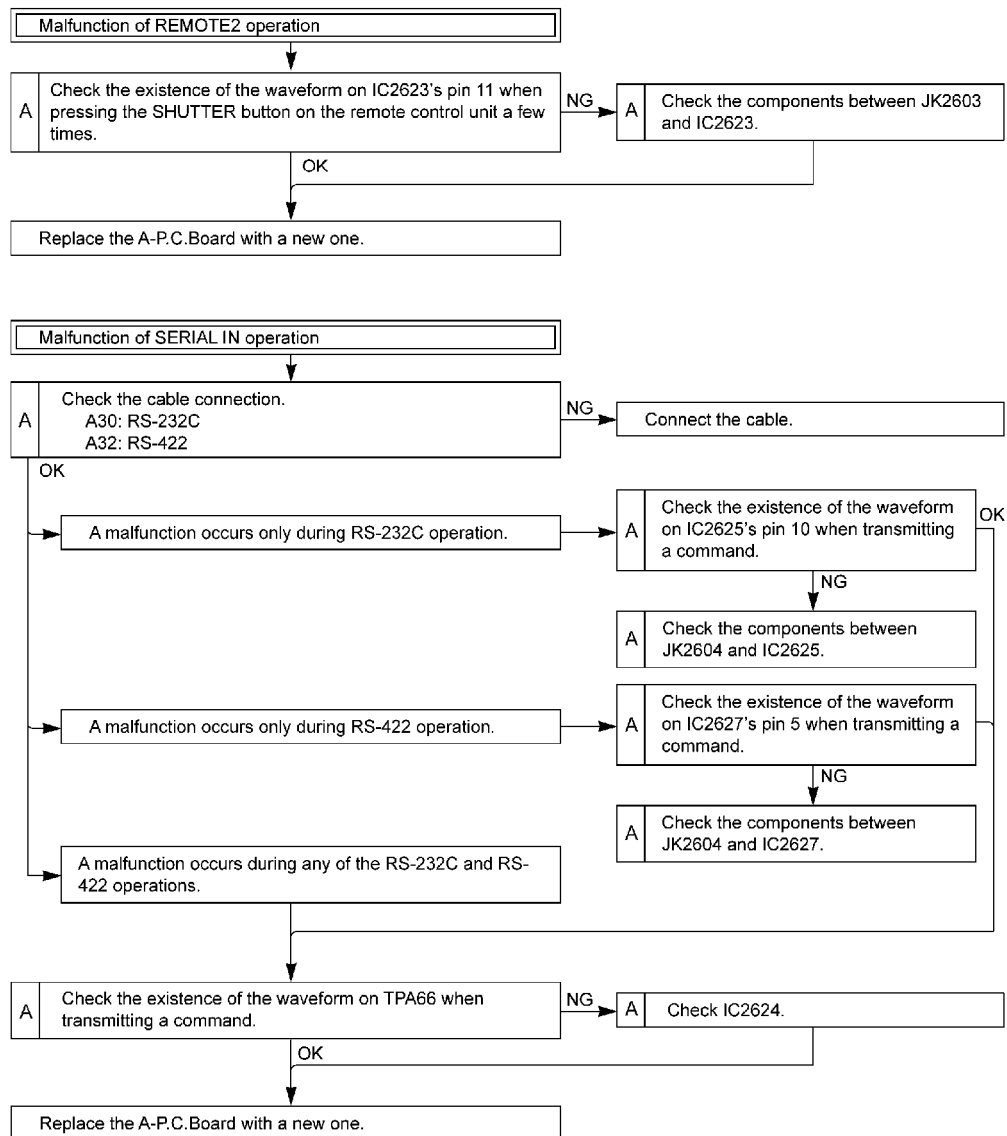 Malfunction of REMOTE2 operation
A
Check the existence of the waveform on IC2623's pin 11 when
pressing the SHUTTER button on the remote control unit a few
times.
NG
A
Check the components between JK2603
and IC2623.
OK
Replace the A-P.C.Board with a new one.
Malfunction of SERIAL IN operation
A
Check the cable connection.
A30: RS-232C
A32: RS-422
NG
Connect the cable.
OK
A malfunction occurs only during RS-232C operation.
A
Check the existence of the waveform
on IC2625's pin 10 when transmitting
a command.
OK
NG
A
Check the components between
JK2604 and IC2625.
A malfunction occurs only during RS-422 operation.
A
Check the existence of the waveform
on IC2627's pin 5 when transmitting a
command.
NG
A
Check the components between
JK2604 and IC2627.
A malfunction occurs during any of the RS-232C and RS-
422 operations.
A
Check the existence of the waveform on TPA66 when
transmitting a command.
NG
A
Check IC2624.
OK
Replace the A-P.C.Board with a new one.